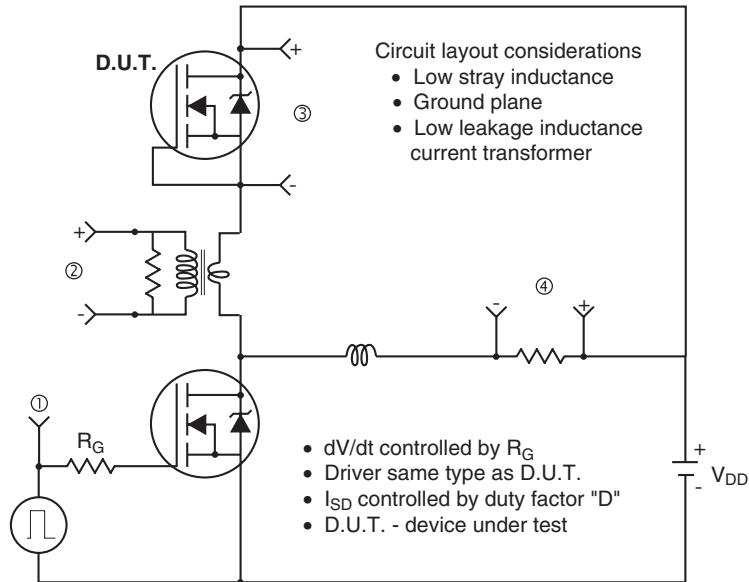 D.U.T.
+
Circuit layout considerations
• Low stray inductance
• Ground plane
• Low leakage inductance
current transformer
③
-
+
②
-
④
- +
①
R_G
• dV/dt controlled by R_G
• Driver same type as D.U.T.
• I_SD controlled by duty factor "D"
• D.U.T. - device under test
+
V_DD
-